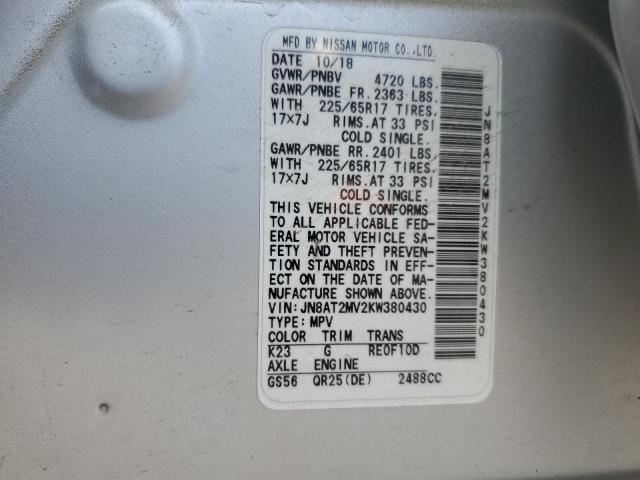 MFD BY NISSAN MOTOR CO.,LTD.
DATE 10/18
GVWR/PNBV 4720 LBS.
GAWR/PNBE FR. 2363 LBS.
WITH 225/65R17 TIRES.
17×7J RIMS.AT 33 PSI
COLD SINGLE.
GAWR/PNBE RR. 2401 LBS.
WITH 225/65R17 TIRES.
17×7J RIMS.AT 33 PSI
COLD SINGLE.
THIS VEHICLE CONFORMS
TO ALL APPLICABLE FED-
ERAL MOTOR VEHICLE SA-
FETY AND THEFT PREVEN-
TION STANDARDS IN EFF-
ECT ON THE DATE OF MA-
NUFACTURE SHOWN ABOVE.
VIN: JN8AT2MV2KW380430
TYPE: MPV
COLOR TRIM TRANS
K23 G RE0F10D
AXLE ENGINE
GS56 QR25(DE) 2488CC
JN8AT2MV2KW380430